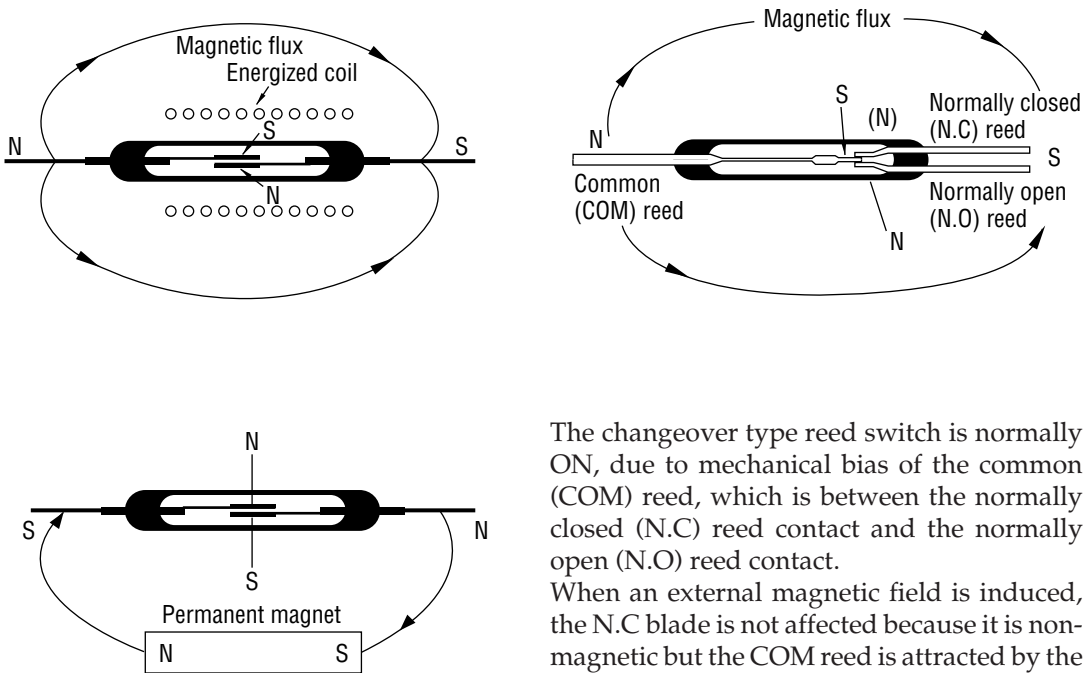 Magnetic flux
Energized coil
N
S
S
N
Magnetic flux
S
(N)
Normally closed
(N.C) reed
N
S
Common
(COM) reed
Normally open
(N.O) reed
N
N
S
N
S
Permanent magnet
N
S
The changeover type reed switch is normally
ON, due to mechanical bias of the common
(COM) reed, which is between the normally
closed (N.C) reed contact and the normally
open (N.O) reed contact.
When an external magnetic field is induced,
the N.C blade is not affected because it is non-
magnetic but the COM reed is attracted by the